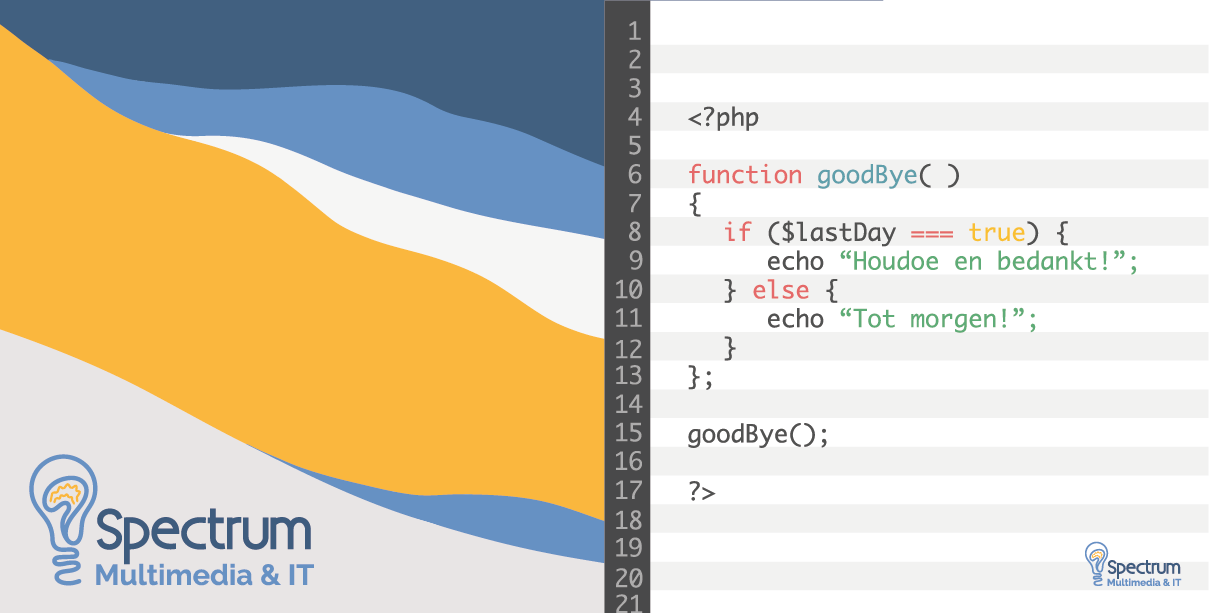 Spectrum
Multimedia & IT
1
2
3
4 <?php
5
6 function goodBye( )
7 {
8 if ($lastDay === true) {
9 echo “Houdoe en bedankt!”;
10 } else {
11 echo “Tot morgen!”;
12 }
13 };
14
15 goodBye();
16
17 ?>
18
19
20
21
Spectrum
Multimedia & IT